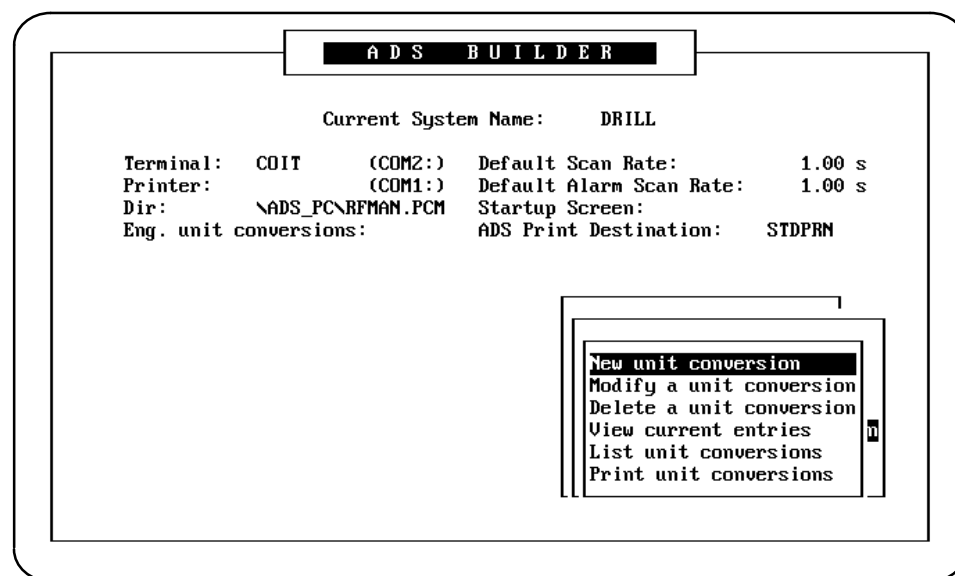 ADS BUILDER
Current System Name: DRILL
Terminal: COIT (COM2:) Default Scan Rate: 1.00 s
Printer: (COM1:) Default Alarm Scan Rate: 1.00 s
Dir: \ADS_PC\RFMAN.PCM Startup Screen:
Eng. unit conversions: ADS Print Destination: STDPRN
New unit conversion
Modify a unit conversion
Delete a unit conversion
View current entries n
List unit conversions
Print unit conversions